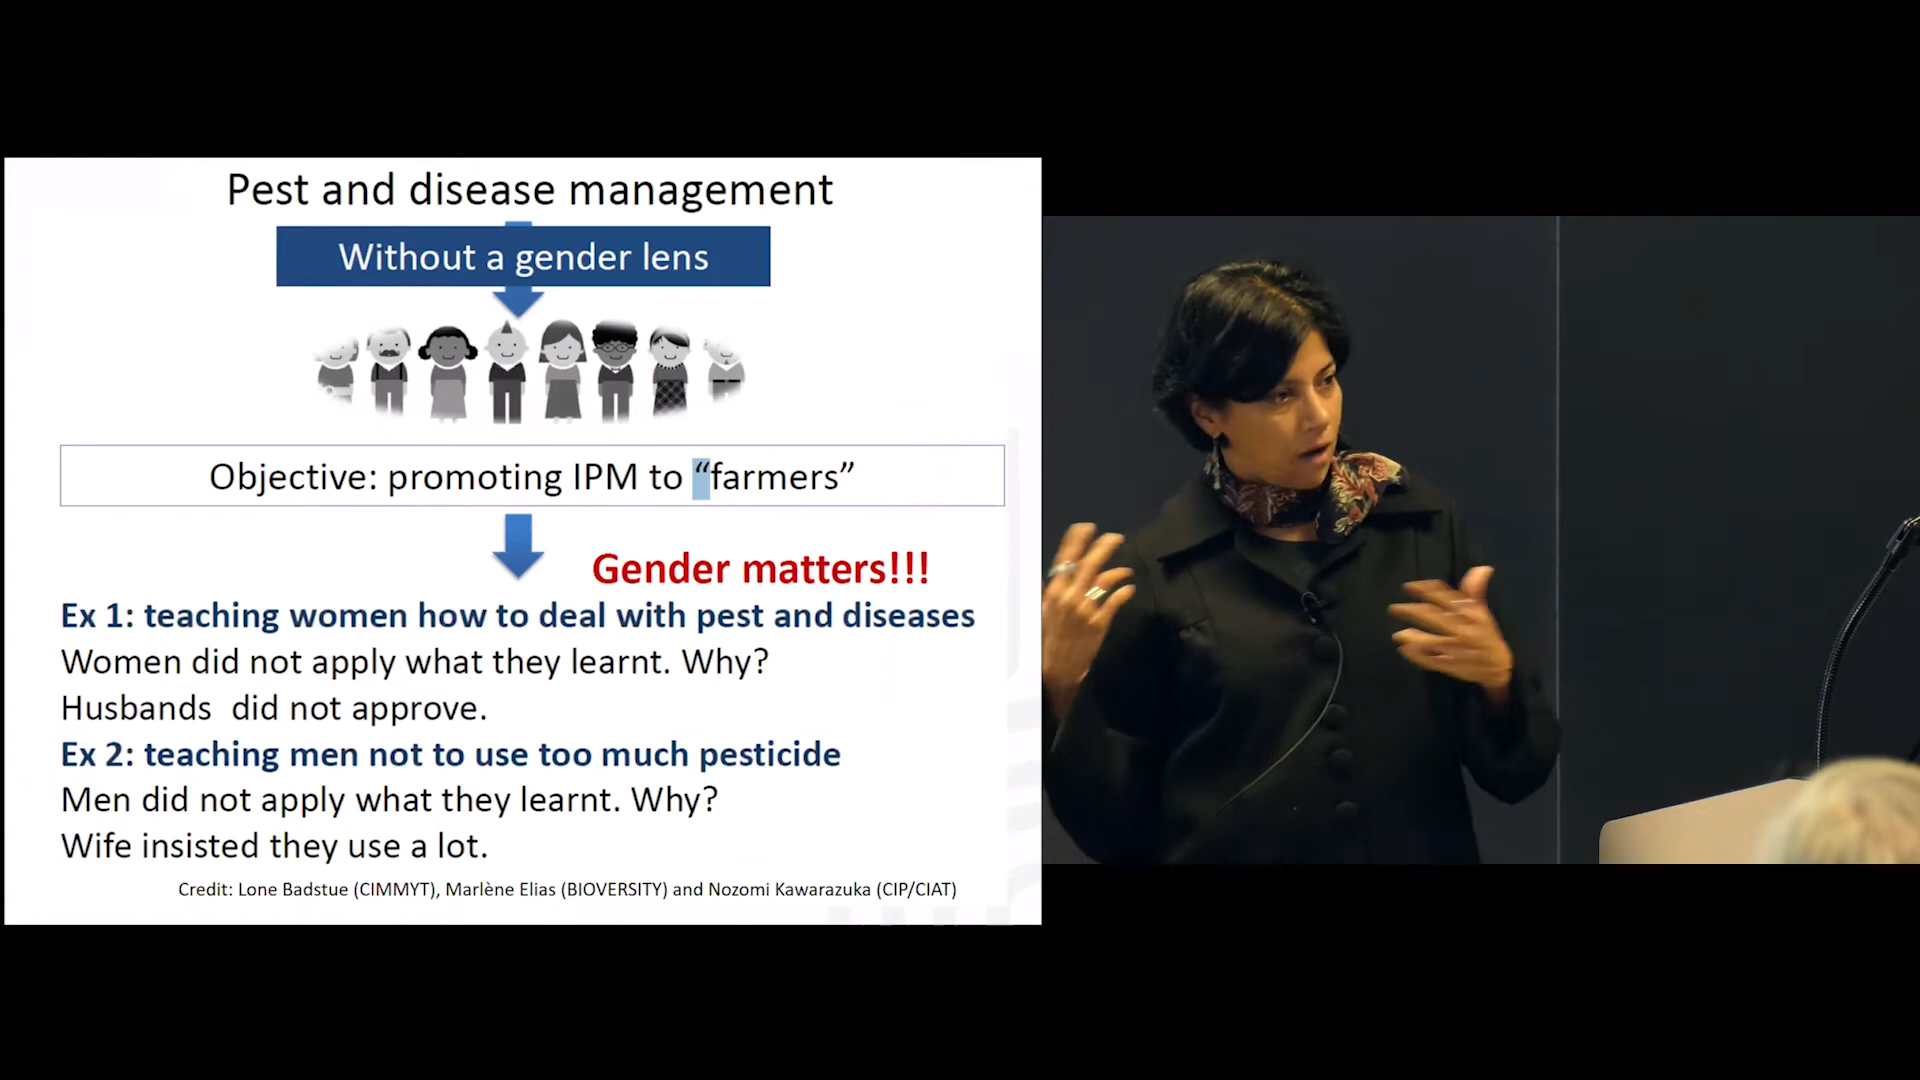 Pest and disease management
Without a gender lens
Objective: promoting IPM to “farmers”
Gender matters!!!
Ex 1: teaching women how to deal with pest and diseases
Women did not apply what they learnt. Why?
Husbands  did not approve.
Ex 2: teaching men not to use too much pesticide
Men did not apply what they learnt. Why?
Wife insisted they use a lot.
Credit: Lone Badstue (CIMMYT), Marlène Elias (BIOVERSITY) and Nozomi Kawarazuka (CIP/CIAT)